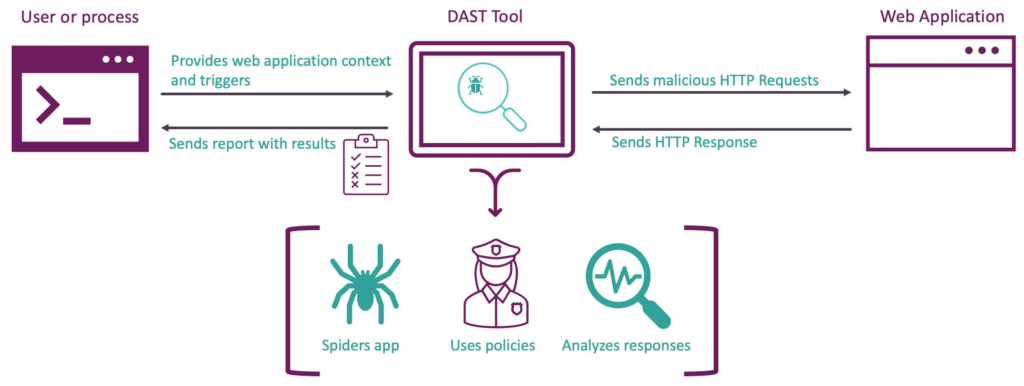 User or process
DAST Tool
Web Application
Provides web application context
and triggers
Sends malicious HTTP Requests
Sends report with results
Sends HTTP Response
Spiders app
Uses policies
Analyzes responses